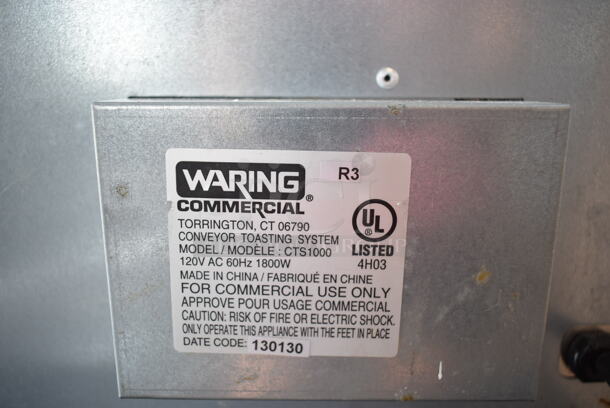 R3
WARING®
COMMERCIAL
TORRINGTON, CT 06790
CONVEYOR TOASTING SYSTEM
MODEL / MODÈLE : CTS1000
120V AC 60Hz 1800W
UL
LISTED
4H03
MADE IN CHINA / FABRIQUÉ EN CHINE
FOR COMMERCIAL USE ONLY
APPROVE POUR USAGE COMMERCIAL
CAUTION: RISK OF FIRE OR ELECTRIC SHOCK.
ONLY OPERATE THIS APPLIANCE WITH THE FEET IN PLACE
DATE CODE: 130130